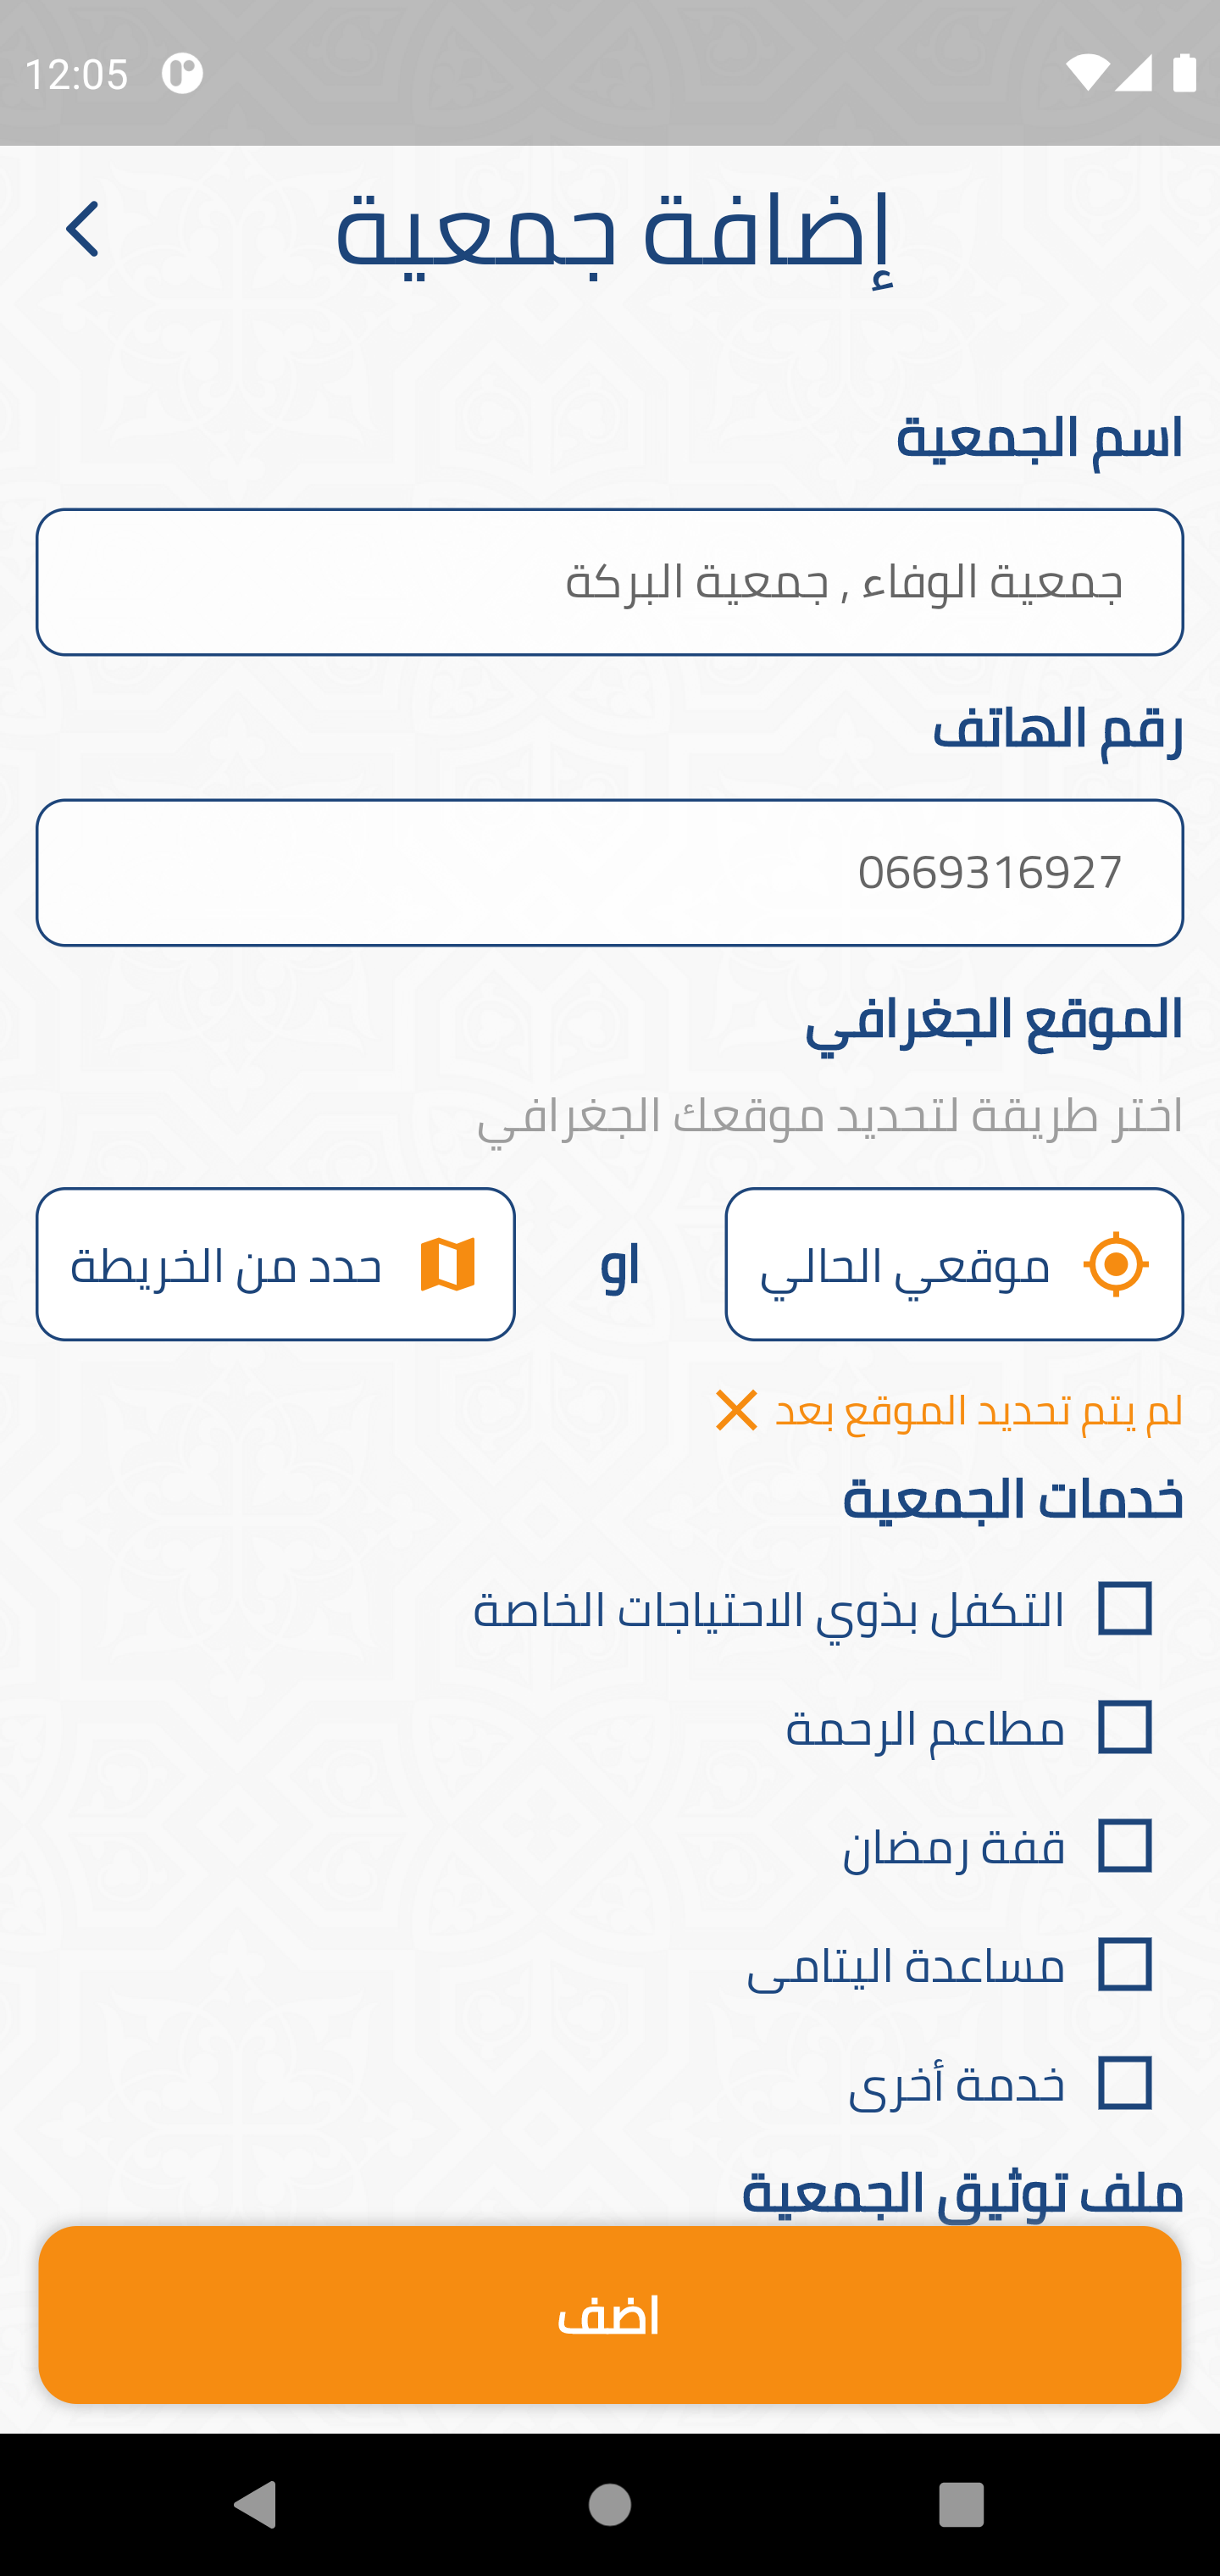 12:05
إضافة جمعية
اسم الجمعية
جمعية الوفاء , جمعية البركة
رقم الهاتف
0669316927
الموقع الجغرافي
اختر طريقة لتحديد موقعك الجغرافي
موقعي الحالي او حدد من الخريطة
لم يتم تحديد الموقع بعد
خدمات الجمعية
التكفل بذوي الاحتياجات الخاصة
مطاعم الرحمة
قفة رمضان
مساعدة اليتامى
خدمة أخرى
ملف توثيق الجمعية
اضف